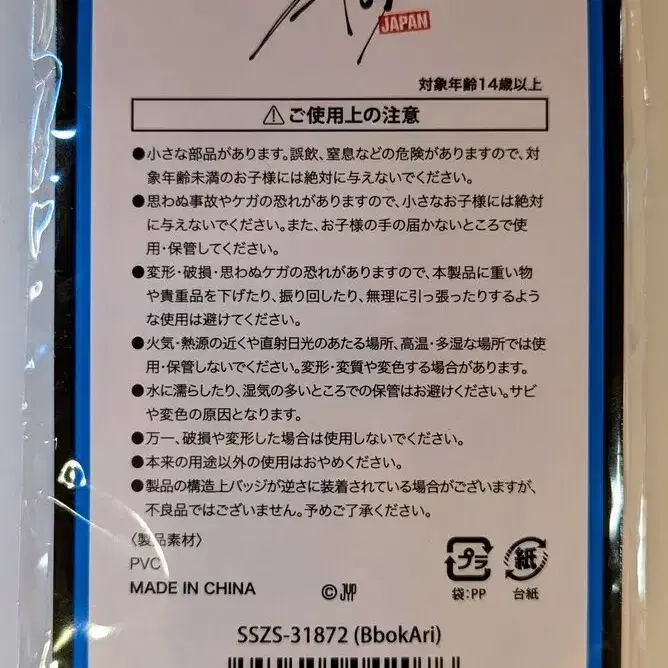 JAPAN
対象年齢14歳以上
⚠ご使用上の注意
●小さな部品があります。誤飲、窒息などの危険がありますので、対
象年齢未満のお子様には絶対に与えないでください。
●思わぬ事故やケガの恐れがありますので、小さなお子様には絶対
に与えないでください。また、お子様の手の届かないところで使
用・保管してください。
●変形・破損・思わぬケガの恐れがありますので、本製品に重い物
や貴重品を下げたり、振り回したり、無理に引っ張ったりするよう
な使用は避けてください。
●火気・熱源の近くや直射日光のあたる場所、高温・多湿な場所では使
用・保管しないでください。変形・変質や変色する場合があります。
●水に濡らしたり、湿気の多いところでの保管はお避けください。サビ
や変色の原因となります。
●万一、破損や変形した場合は使用しないでください。
●本来の用途以外の使用はおやめください。
●製品の構造上バッジが逆さに装着されている場合がございますが、
不良品ではございません。予めご了承ください。
〈製品素材〉
PVC
MADE IN CHINA
© JYP
プラ
袋:PP
紙
台紙
SSZS-31872 (BbokAri)